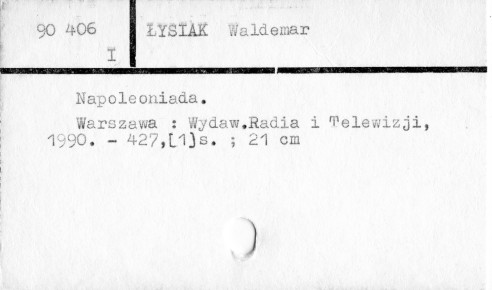 90 406 ŁYSIAK Waldemar
I
Napoleoniada.
Warszawa : Wydaw.Radia i Telewizji,
1990. - 427,[1]s. ; 21 cm